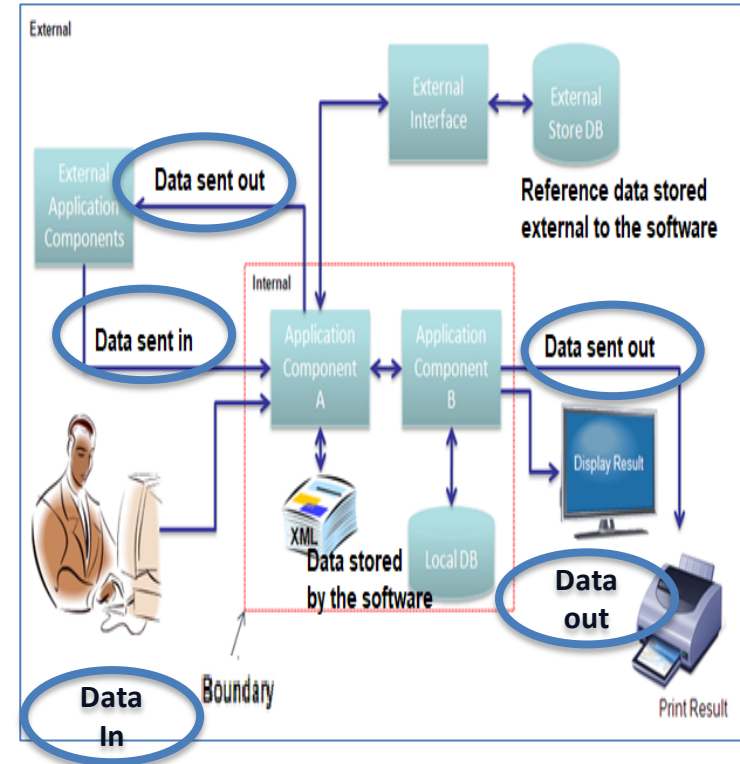 External
External
Interface
External
Store DB
External
Application
Components
Data sent out
Reference data stored
external to the software
Internal
Data sent in
Application
Component
A
Application
Component
B
Data sent out
Display Result
XML
Data stored
by the software
Local DB
Data
out
Boundary
Data
In
Print Result